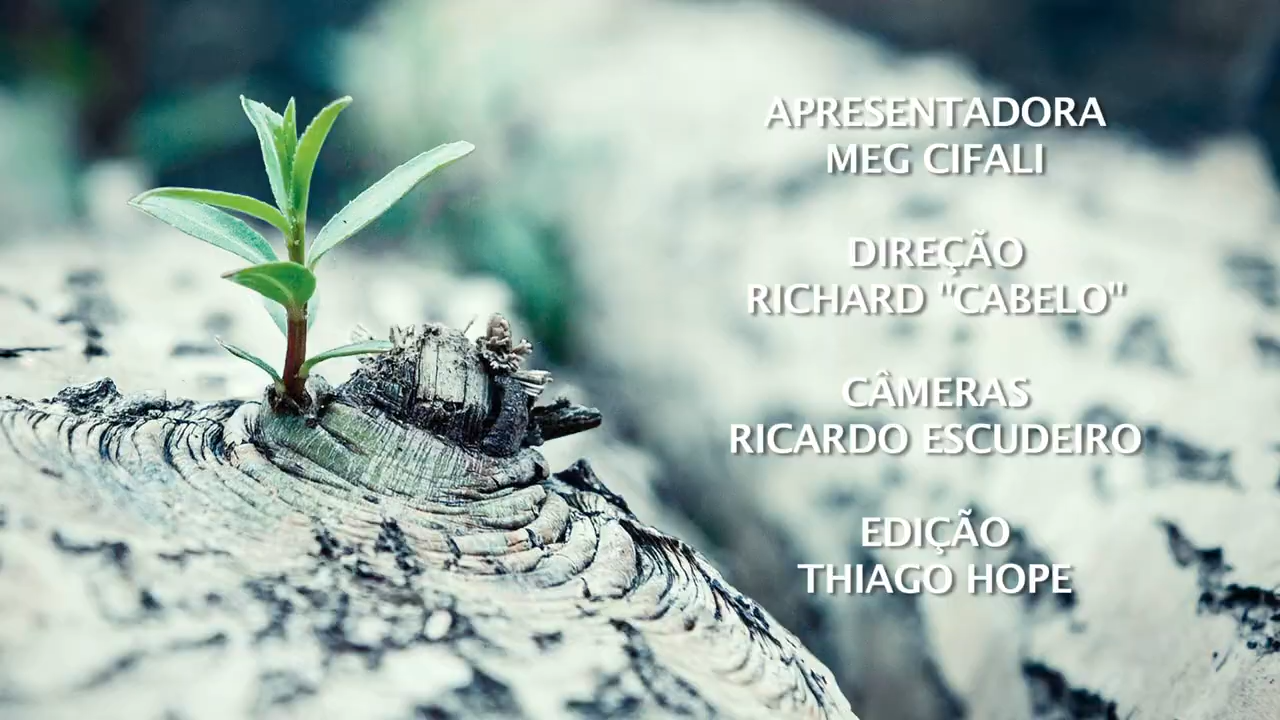 APRESENTADORA
MEG CIFALI
DIREÇÃO
RICHARD "CABELO"
CÂMERAS
RICARDO ESCUDEIRO
EDIÇÃO
THIAGO HOPE